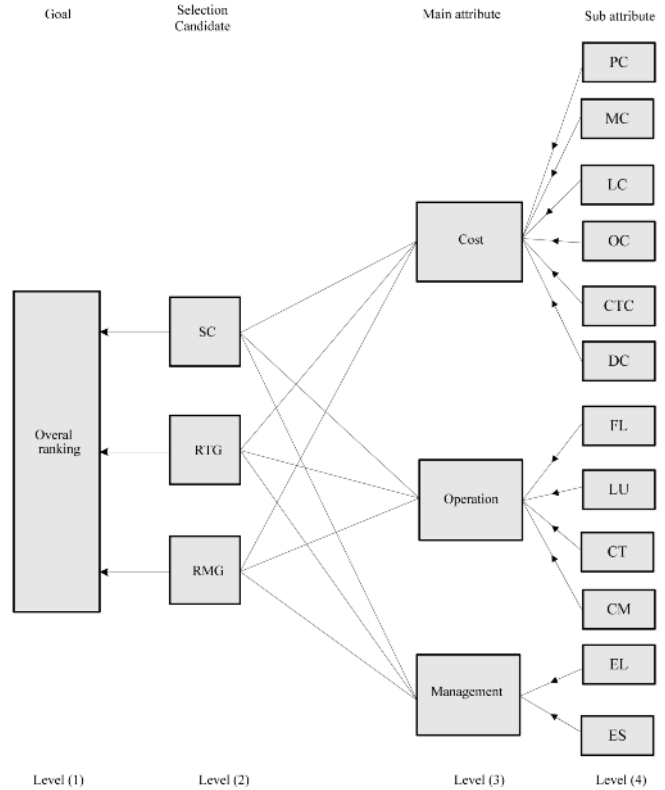 Goal
Selection
Candidate
Main attribute
Sub attribute
PC
MC
LC
Cost
OC
CTC
SC
DC
Overal
ranking
RTG
FL
Operation
LU
CT
RMG
CM
Management
EL
ES
Level (1)
Level (2)
Level (3)
Level (4)